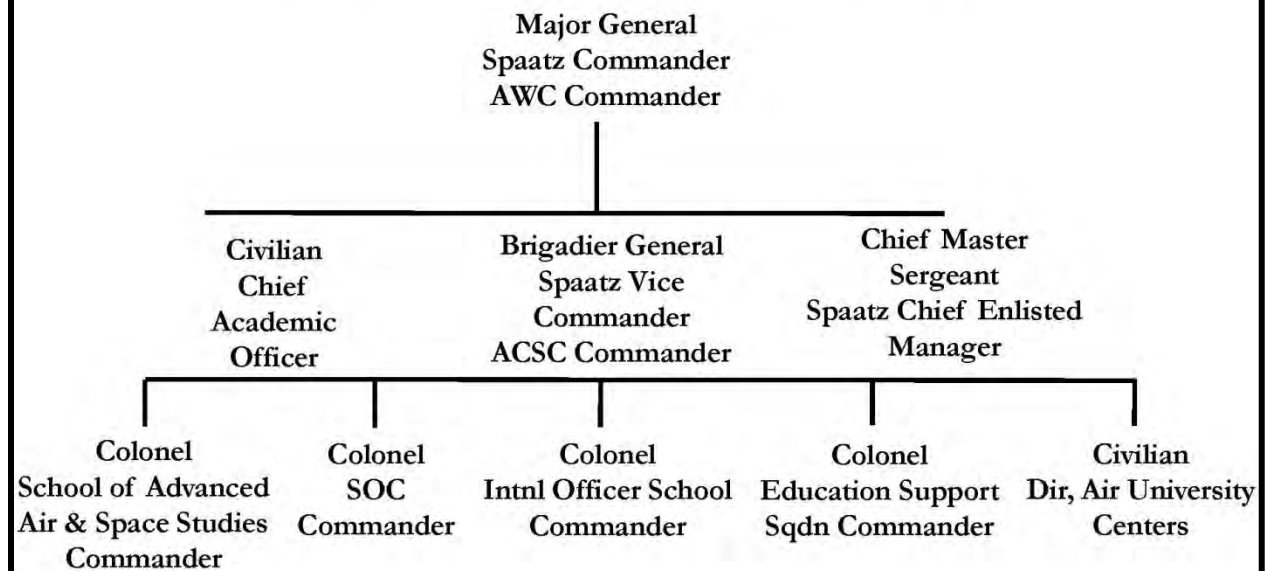 Major General
Spaatz Commander
AWC Commander
Civilian
Chief
Academic
Officer
Brigadier General
Spaatz Vice
Commander
ACSC Commander
Chief Master
Sergeant
Spaatz Chief Enlisted
Manager
Colonel
School of Advanced
Air & Space Studies
Commander
Colonel
SOC
Commander
Colonel
Intnl Officer School
Commander
Colonel
Education Support
Sqdn Commander
Civilian
Dir, Air University
Centers